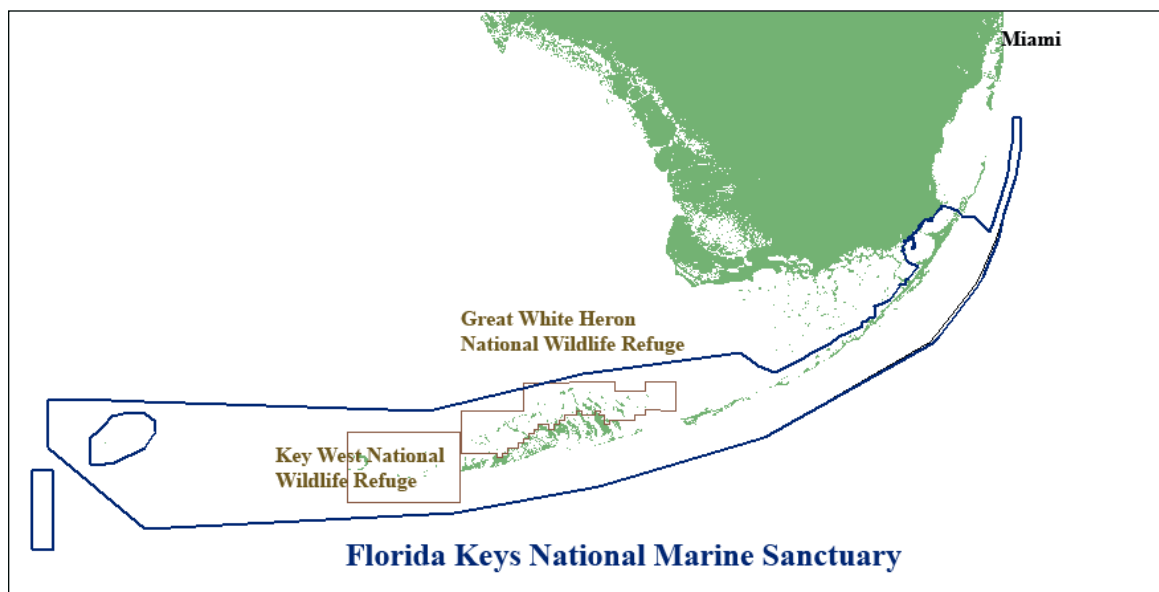 Miami
Great White Heron
National Wildlife Refuge
Key West National
Wildlife Refuge
Florida Keys National Marine Sanctuary